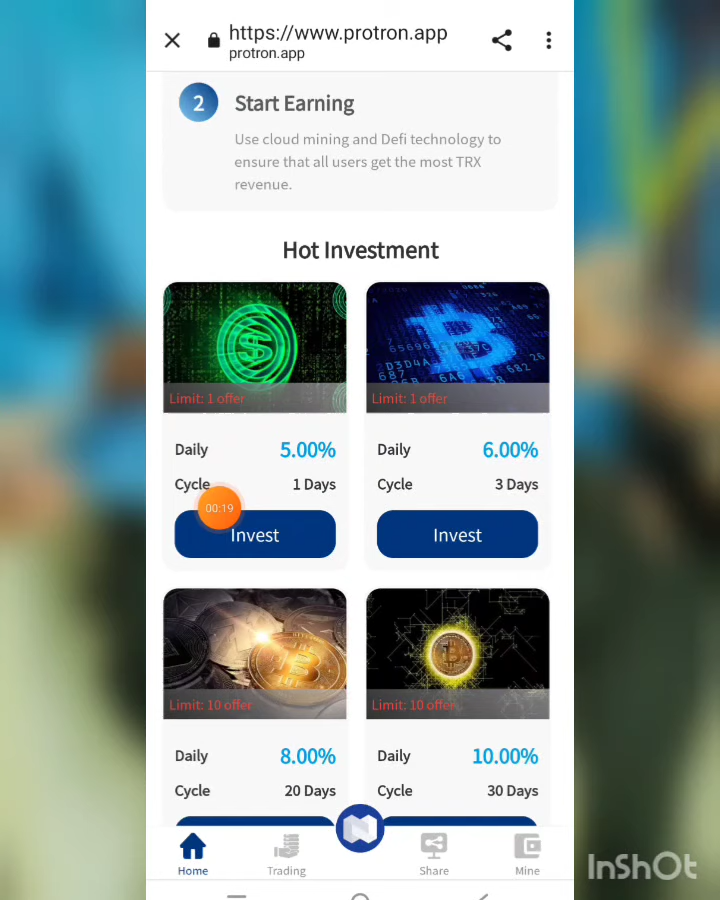 https://www.protron.app
protron.app
2
Start Earning
Use cloud mining and Defi technology to
ensure that all users get the most TRX
revenue.
Hot Investment
Limit: 1 offer
Limit: 1 offer
Daily 5.00%
Daily 6.00%
Cycle 1 Days
Cycle 3 Days
00:19
Invest
Invest
Limit: 10 offer
Limit: 10 offer
Daily 8.00%
Daily 10.00%
Cycle 20 Days
Cycle 30 Days
Home
Trading
Share
Mine
InShOt